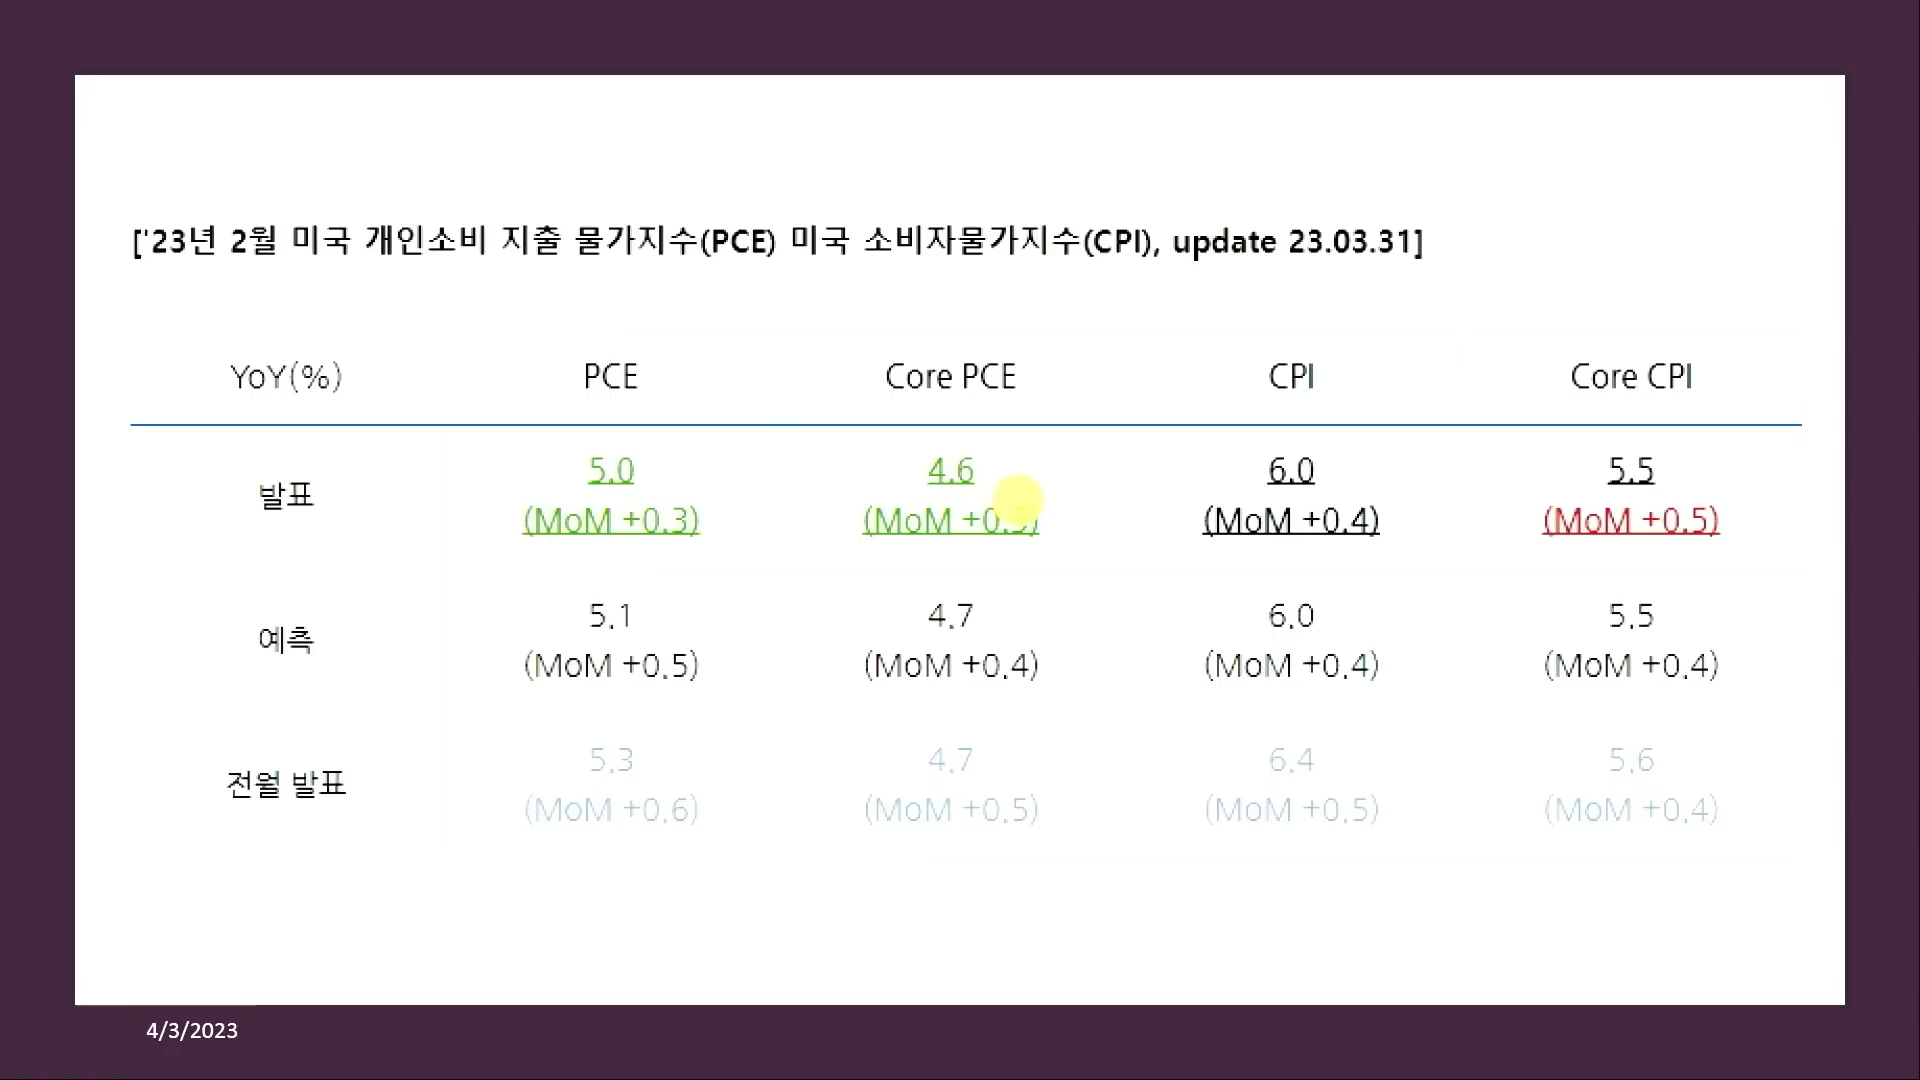 ['23년 2월 미국 개인소비 지출 물가지수(PCE) 미국 소비자물가지수(CPI), update 23.03.31]
YoY(%) PCE Core PCE CPI Core CPI
발표
5.0 4.6 6.0 5.5
(MoM +0.3) (MoM +0.3) (MoM +0.4) (MoM +0.5)
예측
5.1 4.7 6.0 5.5
(MoM +0.5) (MoM +0.4) (MoM +0.4) (MoM +0.4)
전월 발표
5.3 4.7 6.4 5.6
(MoM +0.6) (MoM +0.5) (MoM +0.5) (MoM +0.4)
4/3/2023